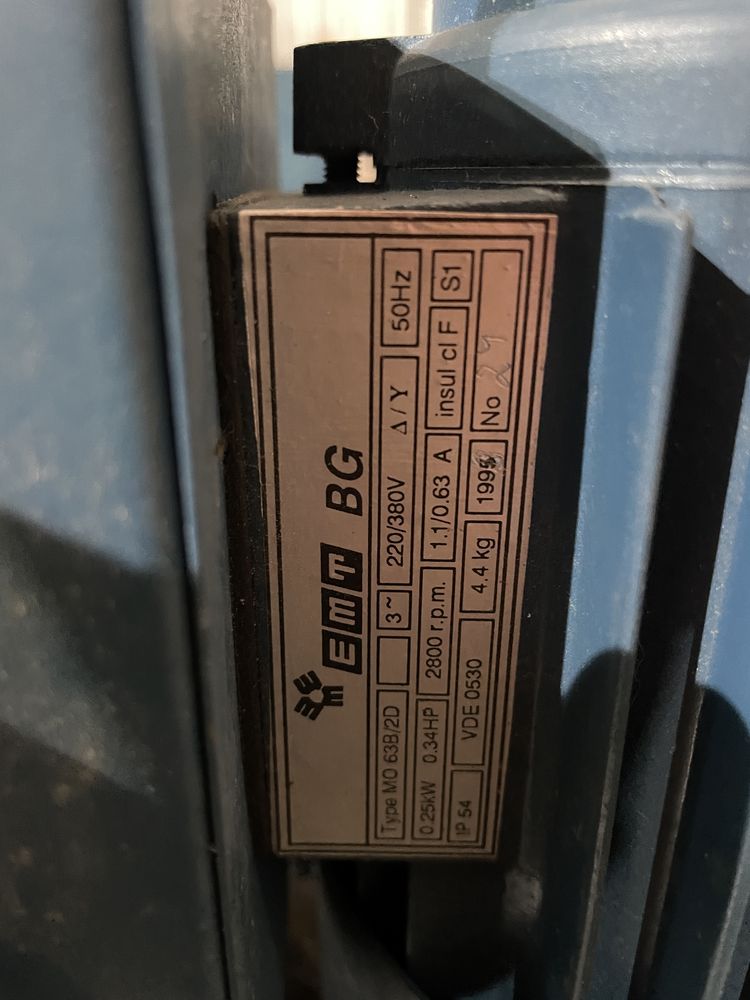 EMT BG
Type MO 63B/2D 3~ 220/380V Δ/Y 50Hz
0.25kW 0.34HP 2800 r.p.m. 1.1/0.63 A insul cl F S1
IP 54 VDE 0530 4.4 kg No